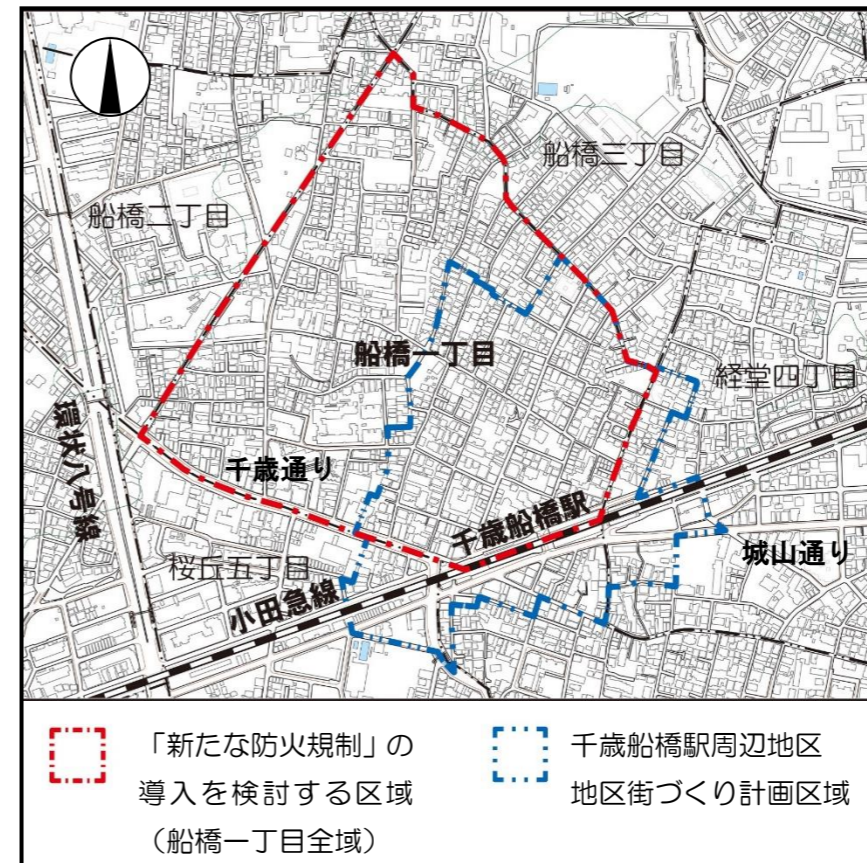 船橋三丁目
船橋二丁目
船橋一丁目
経堂四丁目
環状八号線
千歳通り
千歳船橋駅
城山通り
桜丘五丁目
小田急線
「新たな防火規制」の
導入を検討する区域
（船橋一丁目全域）
千歳船橋駅周辺地区
地区街づくり計画区域